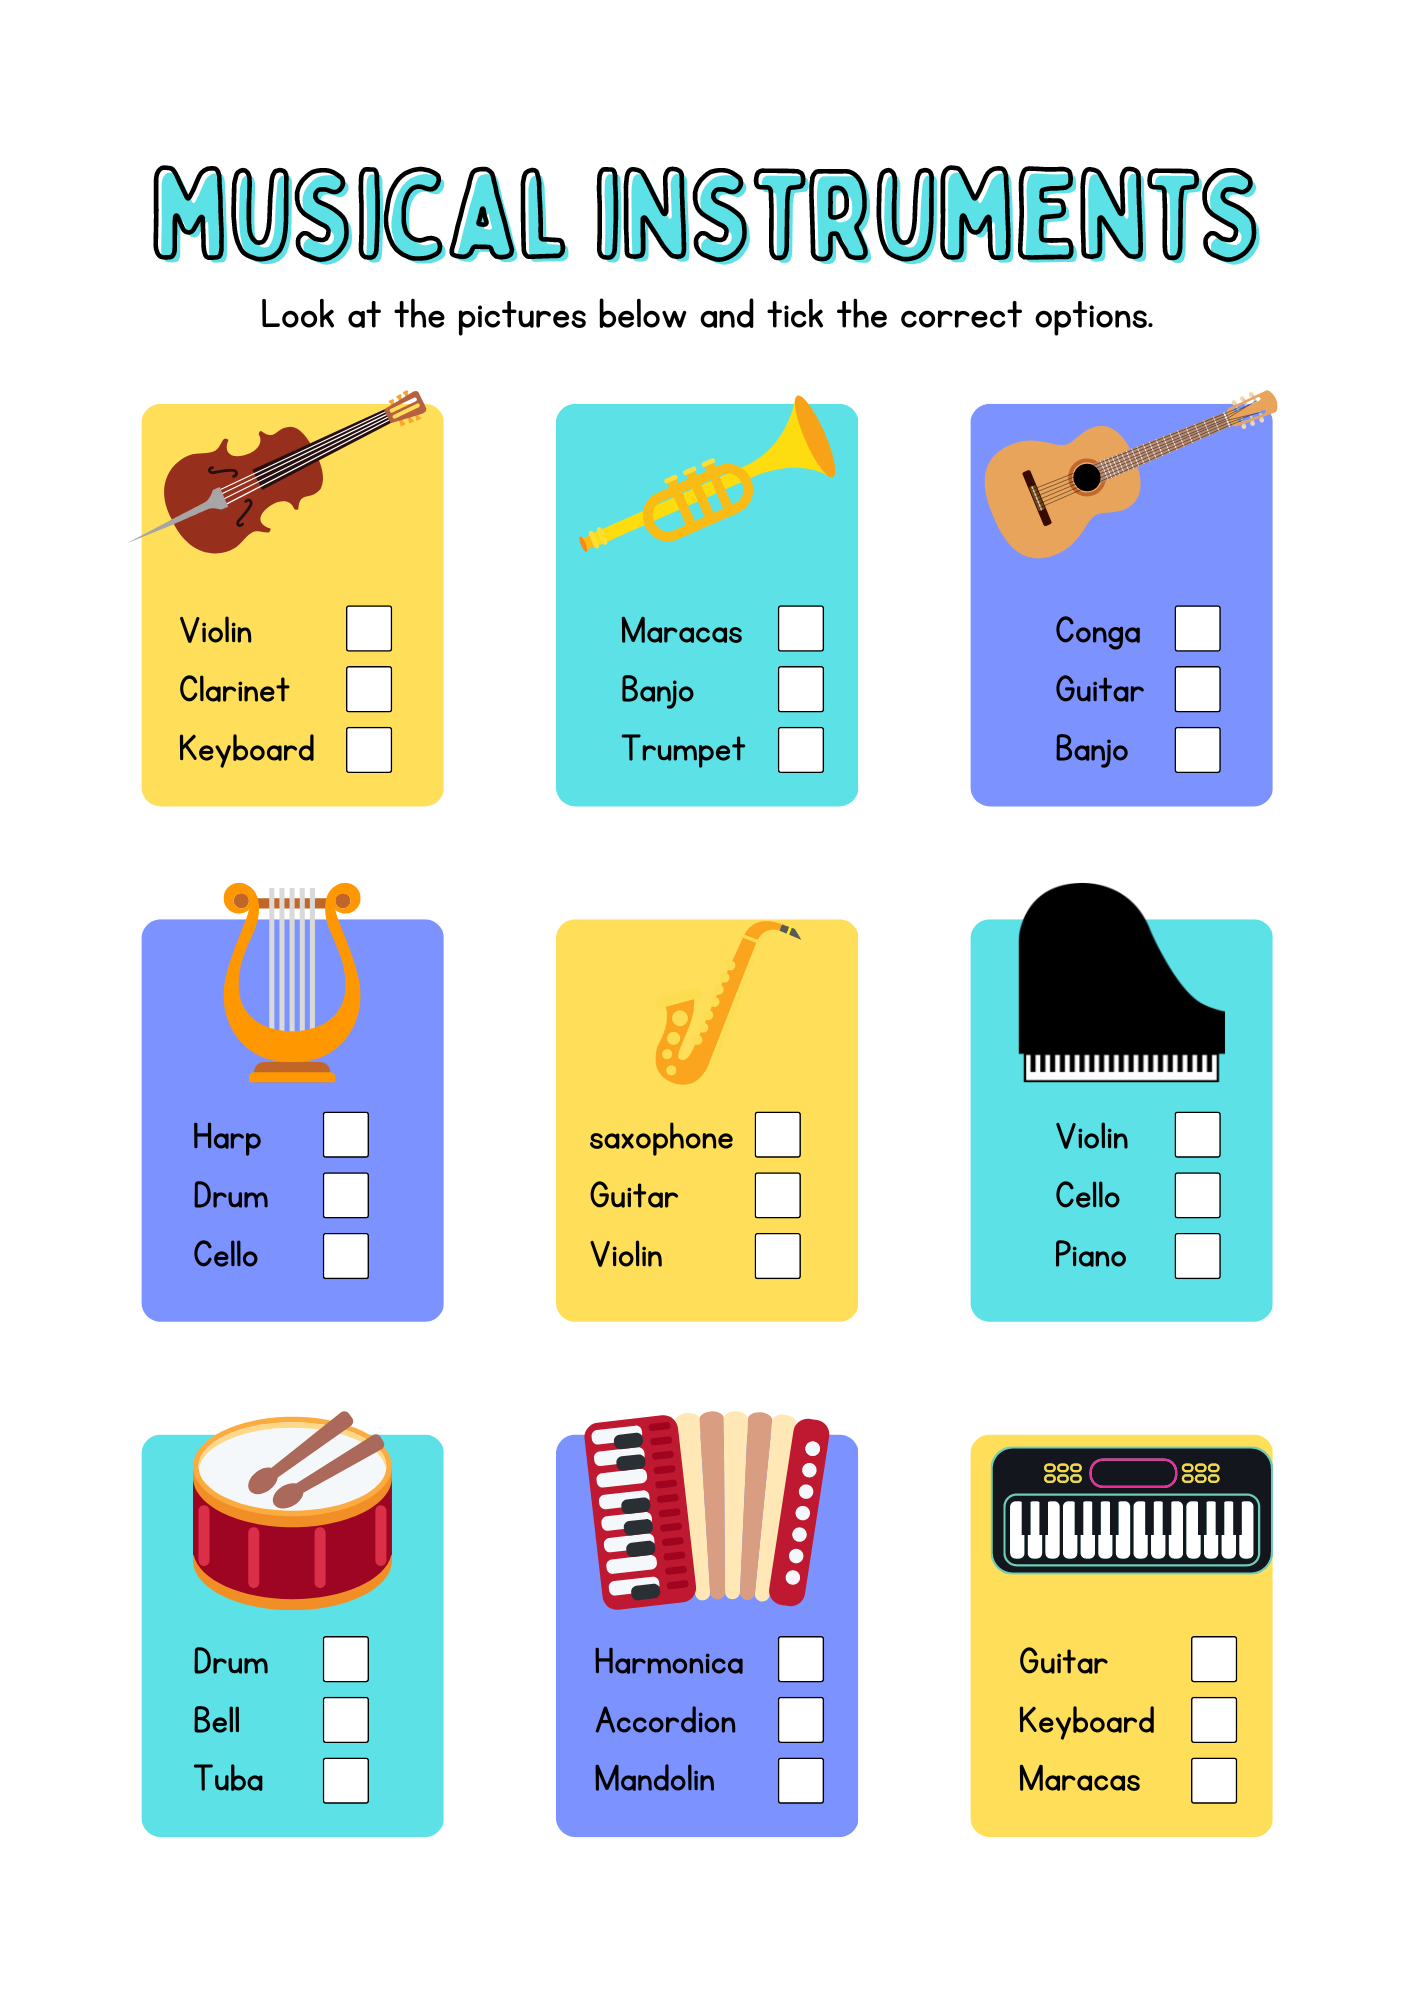 MUSICAL INSTRUMENTS
Look at the pictures below and tick the correct options.
Violin
Clarinet
Keyboard
Maracas
Banjo
Trumpet
Conga
Guitar
Banjo
Harp
Drum
Cello
saxophone
Guitar
Violin
Violin
Cello
Piano
Drum
Bell
Tuba
Harmonica
Accordion
Mandolin
Guitar
Keyboard
Maracas